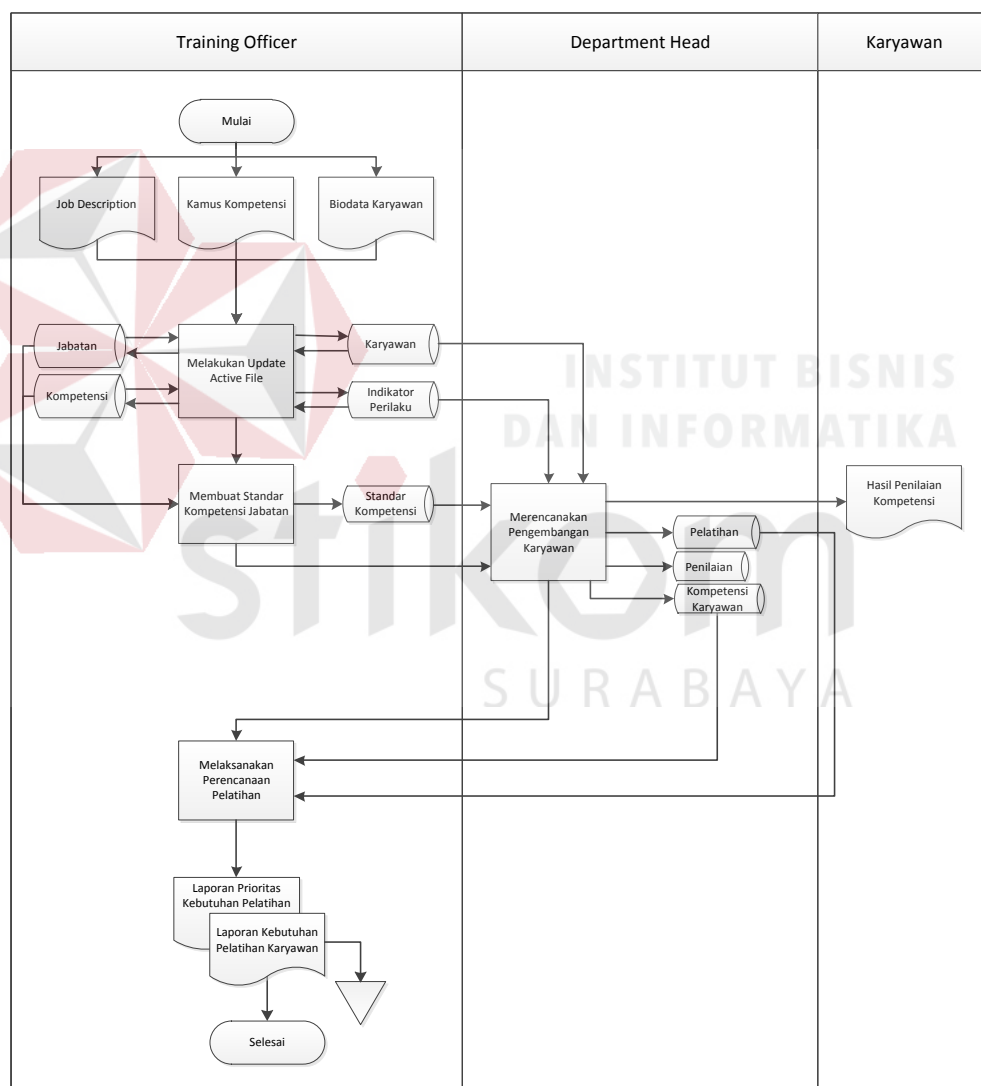 Training Officer
Department Head
Karyawan
Mulai
Job Description
Kamus Kompetensi
Biodata Karyawan
Jabatan
Melakukan Update
Active File
Karyawan
Kompetensi
Indikator
Perilaku
INSTITUT BISNIS
DAN INFORMATIKA
Membuat Standar
Kompetensi Jabatan
Standar
Kompetensi
Merencanakan
Pengembangan
Karyawan
Hasil Penilaian
Kompetensi
Pelatihan
Penilaian
Kompetensi
Karyawan
stikom
SURABAYA
Melaksanakan
Perencanaan
Pelatihan
Laporan Prioritas
Kebutuhan Pelatihan
Laporan Kebutuhan
Pelatihan Karyawan
Selesai